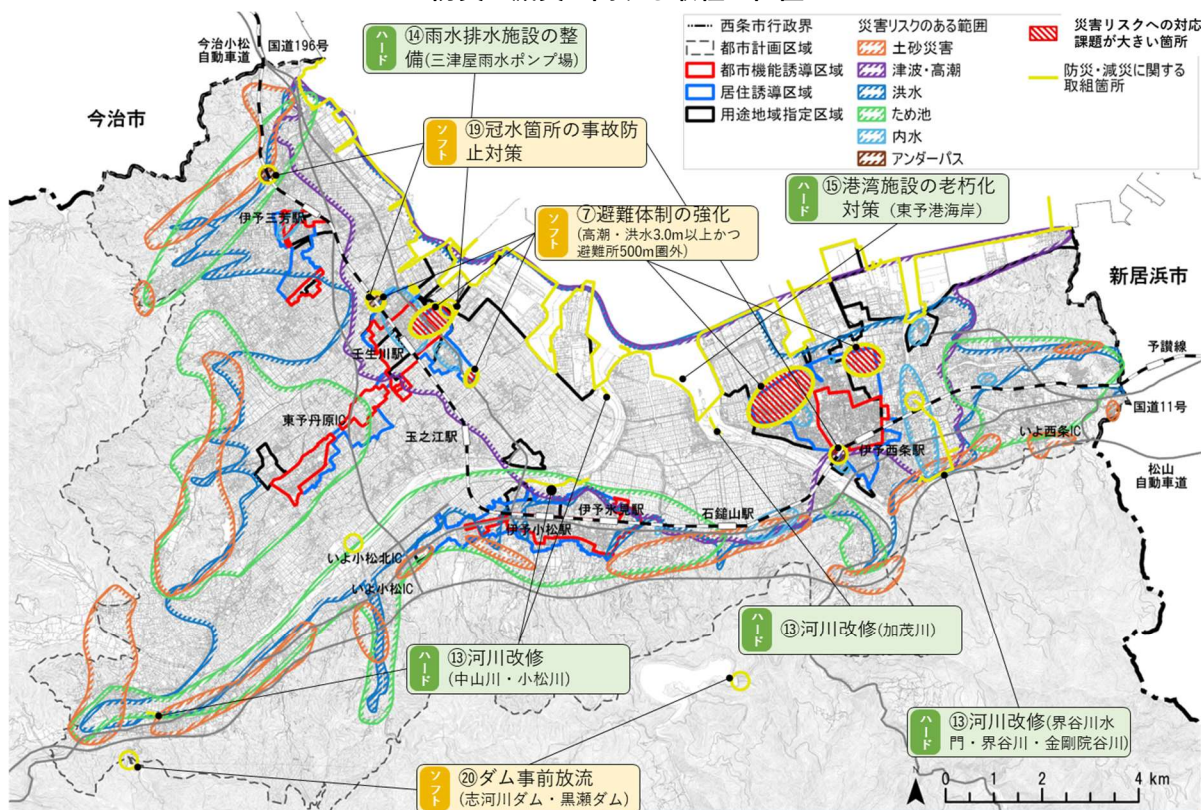 西条市行政界
都市計画区域
都市機能誘導区域
居住誘導区域
用途地域指定区域
災害リスクのある範囲
土砂災害
津波・高潮
洪水
ため池
内水
アンダーパス
災害リスクへの対応
課題が大きい箇所
防災・減災に関する
取組箇所
今治小松
自動車道
国道196号
今治市
ハード
⑭雨水排水施設の整
備(三津屋雨水ポンプ場)
ソフト
⑲冠水箇所の事故防
止対策
ソフト
⑦避難体制の強化
(高潮・洪水3.0m以上かつ
避難所500m圏外)
ハード
⑮港湾施設の老朽化
対策(東予港海岸)
新居浜市
伊予三芳駅
壬生川駅
東予丹原IC
玉之江駅
予讃線
国道11号
いよ西条IC
松山
自動車道
伊予西条駅
石鎚山駅
伊予氷見駅
伊予小松駅
いよ小松北IC
いよ小松IC
ハード
⑬河川改修(加茂川)
ハード
⑬河川改修
(中山川・小松川)
ハード
⑬河川改修(界谷川水
門・界谷川・金剛院谷川)
ソフト
⑳ダム事前放流
(志河川ダム・黒瀬ダム)
0 1 2 4 km